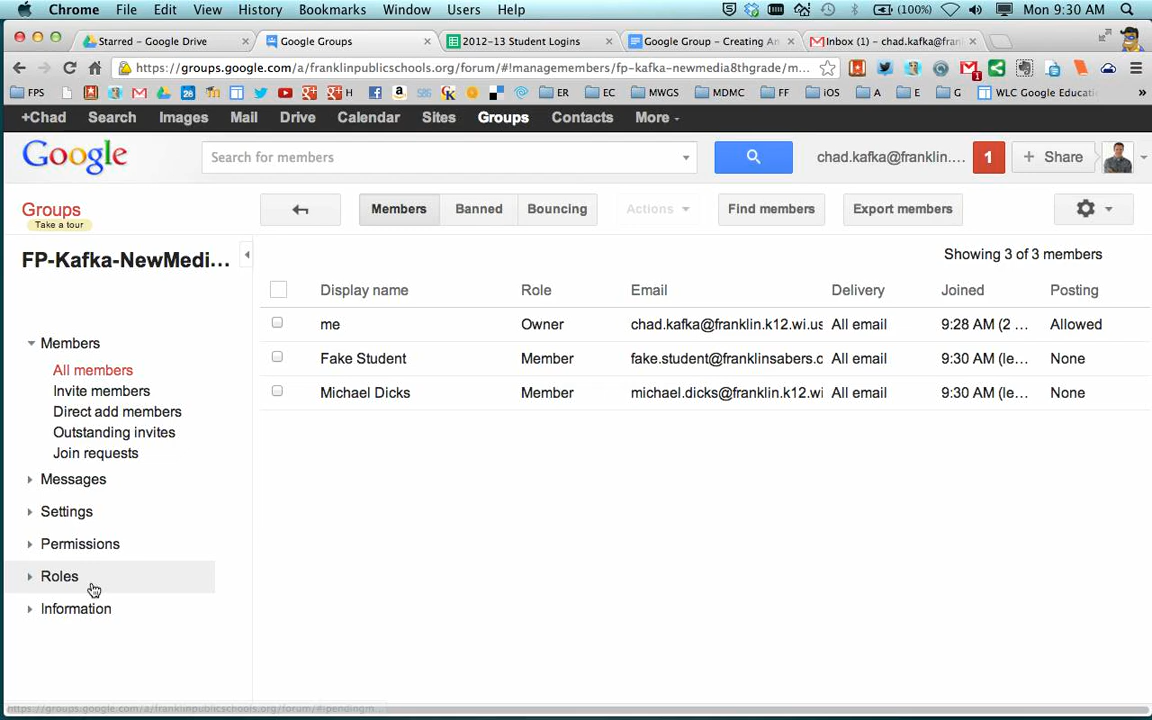 Chrome File Edit View History Bookmarks Window Users Help (100%) Mon 9:30 AM
Starred – Google Drive Google Groups 2012-13 Student Logins Google Group – Creating An Inbox (1) – chad.kafka@fran
https://groups.google.com/a/franklinpublicschools.org/forum/#!managemembers/fp-kafka-newmedia8thgrade/m...
FPS H ER EC MWGS MDMC FF iOS A E G WLC Google Educati »
+Chad Search Images Mail Drive Calendar Sites Groups Contacts More
Google Search for members chad.kafka@franklin.... 1 + Share
Groups Members Banned Bouncing Actions Find members Export members
Take a tour
FP-Kafka-NewMedi... Showing 3 of 3 members
Display name Role Email Delivery Joined Posting
me Owner chad.kafka@franklin.k12.wi.us All email 9:28 AM (2 ... Allowed
Fake Student Member fake.student@franklinsabers.c All email 9:30 AM (le... None
Michael Dicks Member michael.dicks@franklin.k12.wi All email 9:30 AM (le... None
Members
All members
Invite members
Direct add members
Outstanding invites
Join requests
Messages
Settings
Permissions
Roles
Information
https://groups.google.com/a/franklinpublicschools.org/forum/#!pendingm...